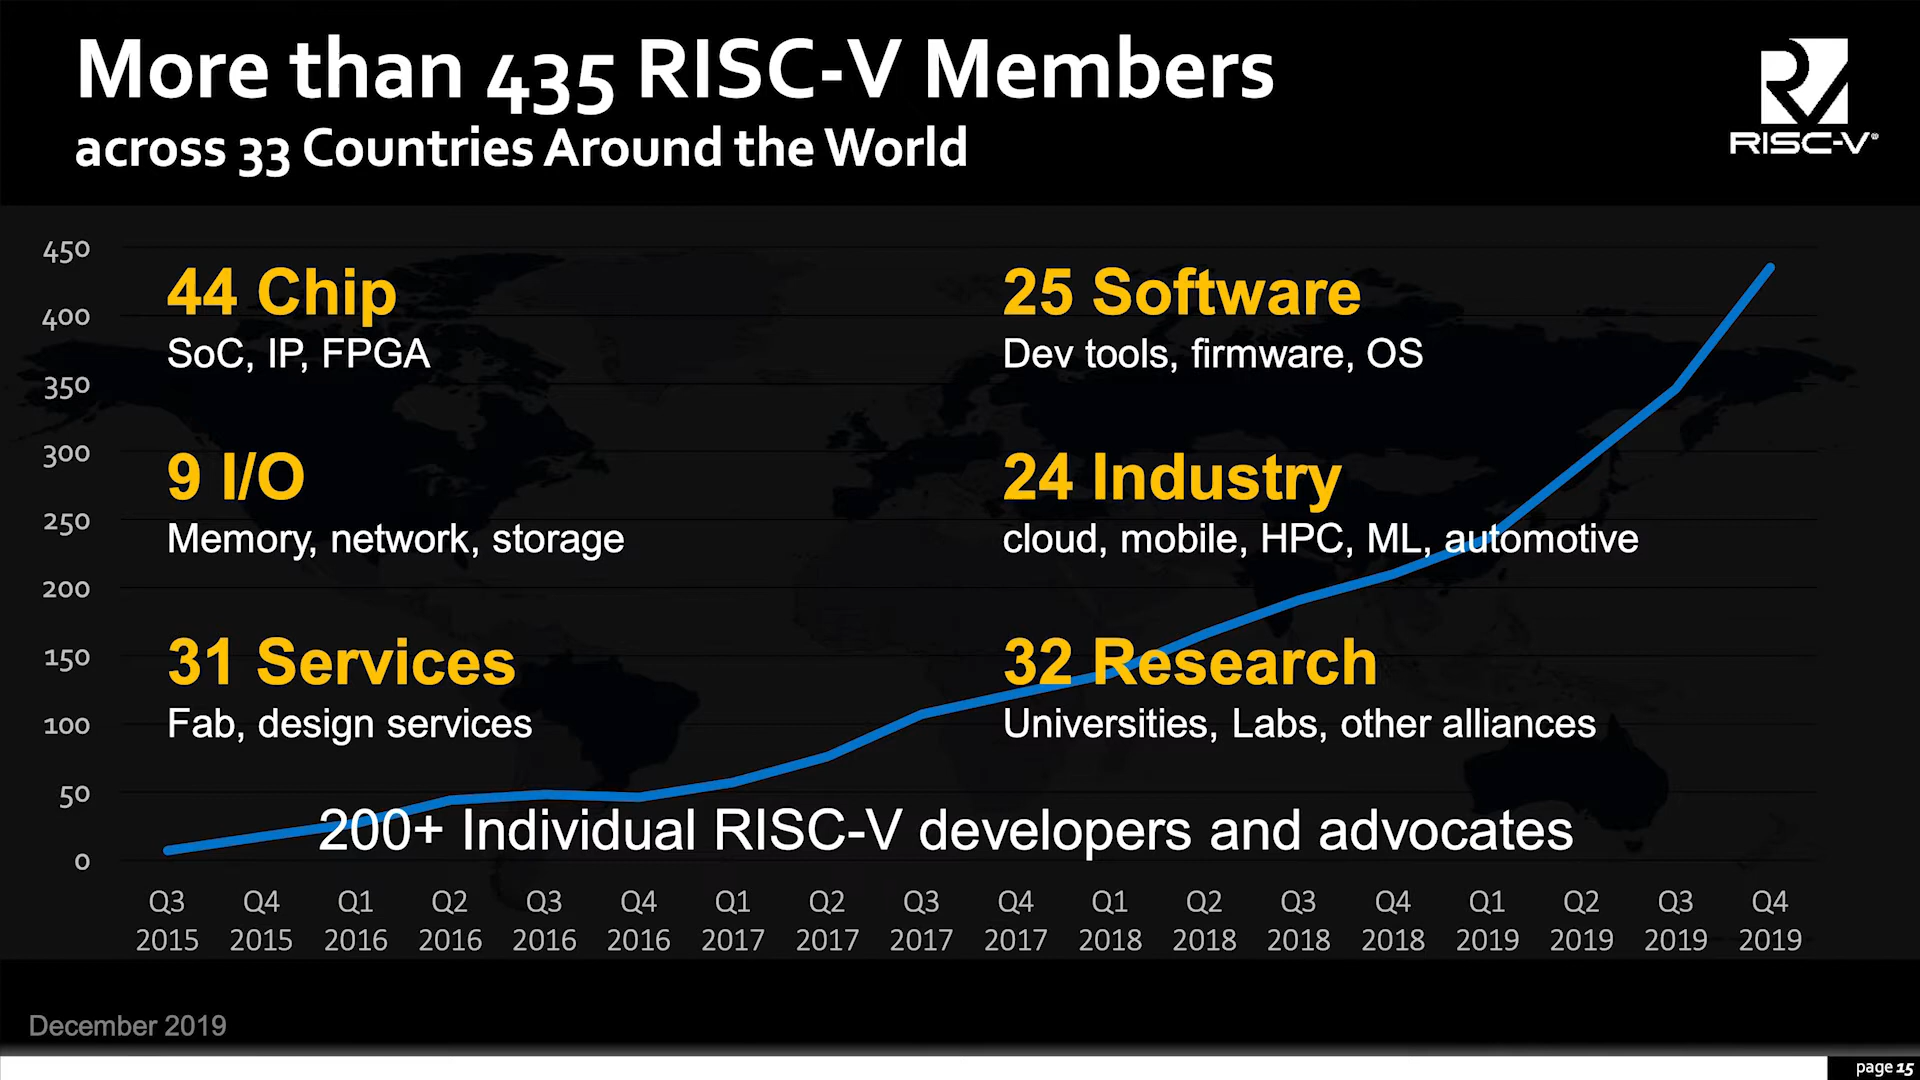 More than 435 RISC-V Members
across 33 Countries Around the World
RISC-V®
450
400
350
300
250
200
150
100
50
0
44 Chip
SoC, IP, FPGA
9 I/O
Memory, network, storage
31 Services
Fab, design services
25 Software
Dev tools, firmware, OS
24 Industry
cloud, mobile, HPC, ML, automotive
32 Research
Universities, Labs, other alliances
200+ Individual RISC-V developers and advocates
Q3 Q4 Q1 Q2 Q3 Q4 Q1 Q2 Q3 Q4 Q1 Q2 Q3 Q4 Q1 Q2 Q3 Q4
2015 2015 2016 2016 2016 2016 2017 2017 2017 2017 2018 2018 2018 2018 2019 2019 2019 2019
December 2019
page 15